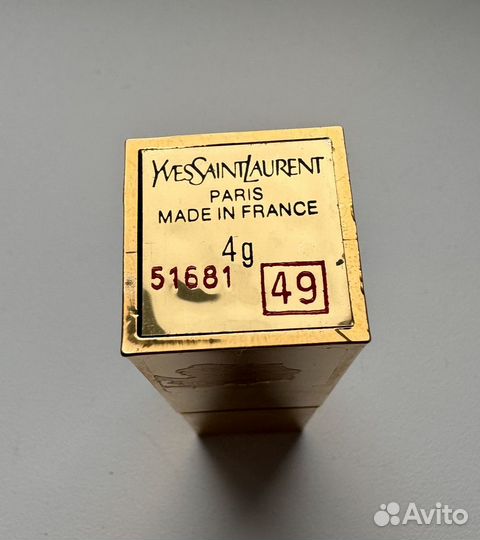 YVESSAINTLAURENT
PARIS
MADE IN FRANCE
4g
51681 49
Avito